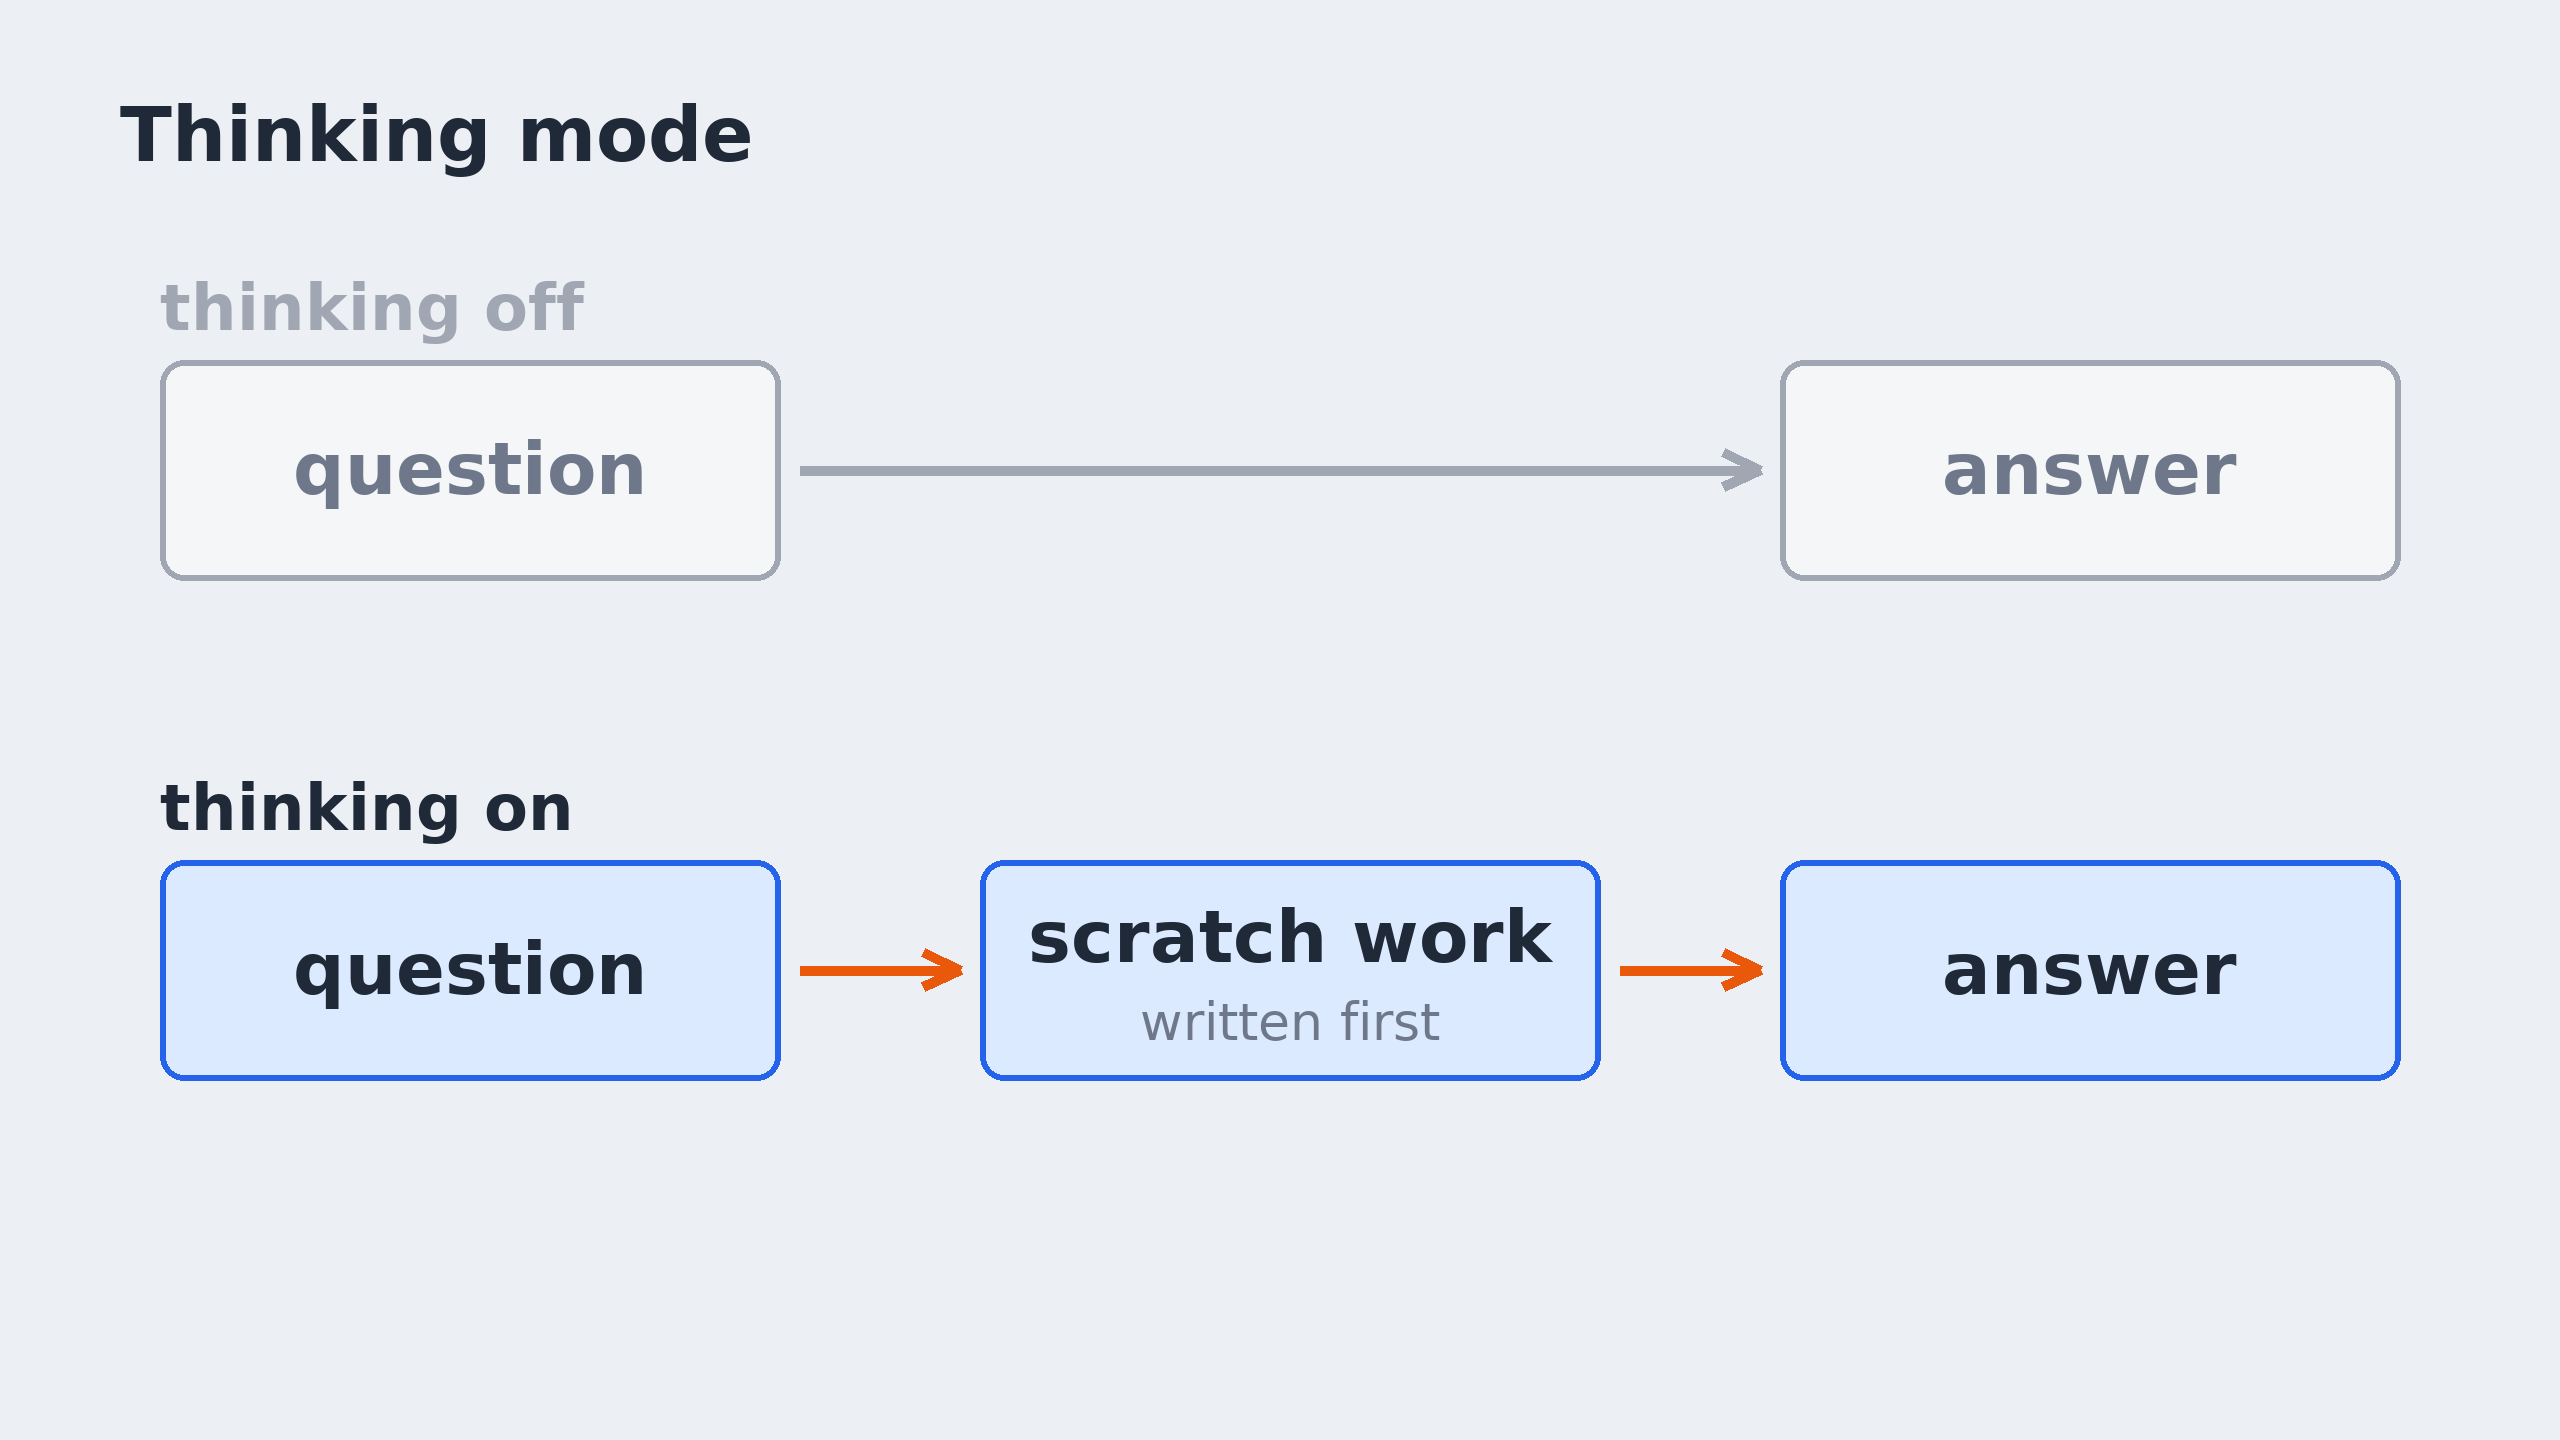 Thinking mode
thinking off
question
answer
thinking on
question
scratch work
written first
answer